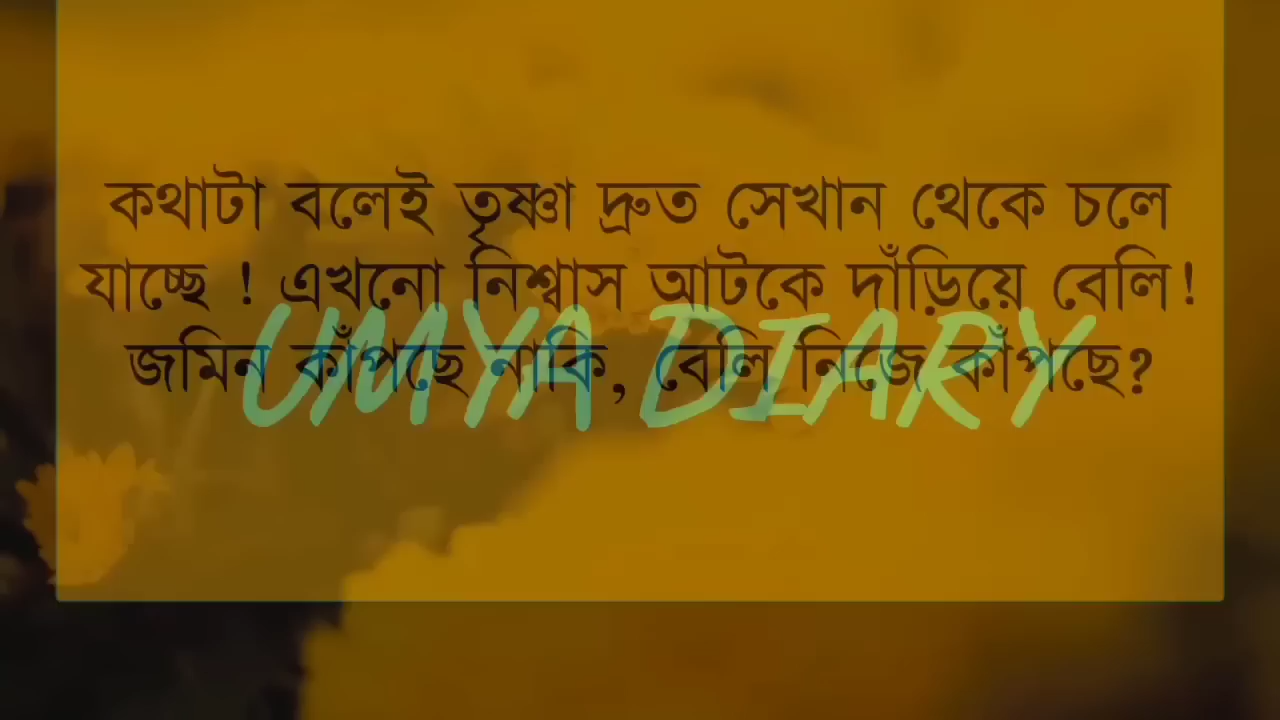 কথাটা বলেই তৃষ্ণা দ্রুত সেখান থেকে চলে
যাচ্ছে ! এখনো নিশ্বাস আটকে দাঁড়িয়ে বেলি!
জমিন কাঁপছে নাকি, বেলি নিজে কাঁপছে?
UMYA DIARY